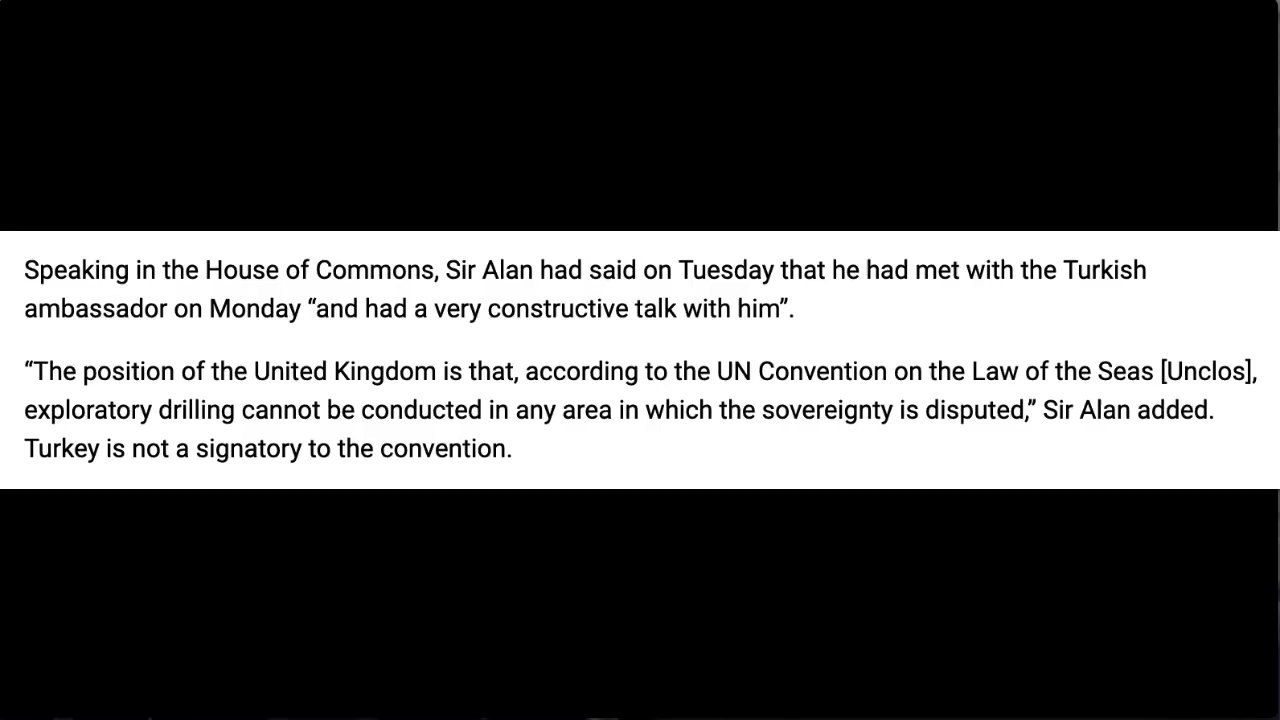 Speaking in the House of Commons, Sir Alan had said on Tuesday that he had met with the Turkish
ambassador on Monday “and had a very constructive talk with him”.
“The position of the United Kingdom is that, according to the UN Convention on the Law of the Seas [Unclos],
exploratory drilling cannot be conducted in any area in which the sovereignty is disputed,” Sir Alan added.
Turkey is not a signatory to the convention.